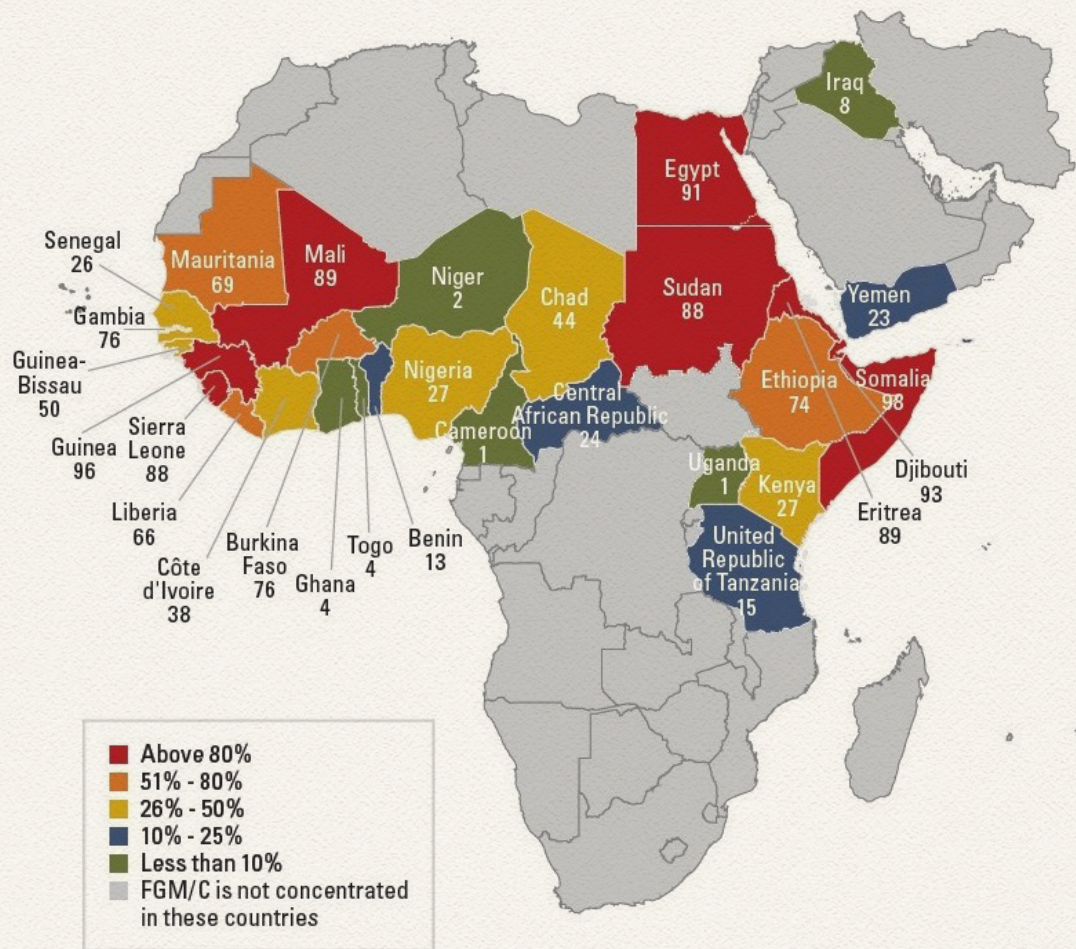 Iraq
8
Egypt
91
Senegal
26
Mauritania
69
Mali
89
Niger
2
Chad
44
Sudan
88
Yemen
23
Gambia
76
Guinea-
Bissau
50
Nigeria
27
Ethiopia
74
Somalia
98
Central
African Republic
24
Cameroon
1
Guinea
96
Sierra
Leone
88
Uganda
1
Kenya
27
Djibouti
93
Eritrea
89
Liberia
66
Côte
d'Ivoire
38
Burkina
Faso
76
Ghana
4
Togo
4
Benin
13
United
Republic
of Tanzania
15
Above 80%
51% - 80%
26% - 50%
10% - 25%
Less than 10%
FGM/C is not concentrated
in these countries